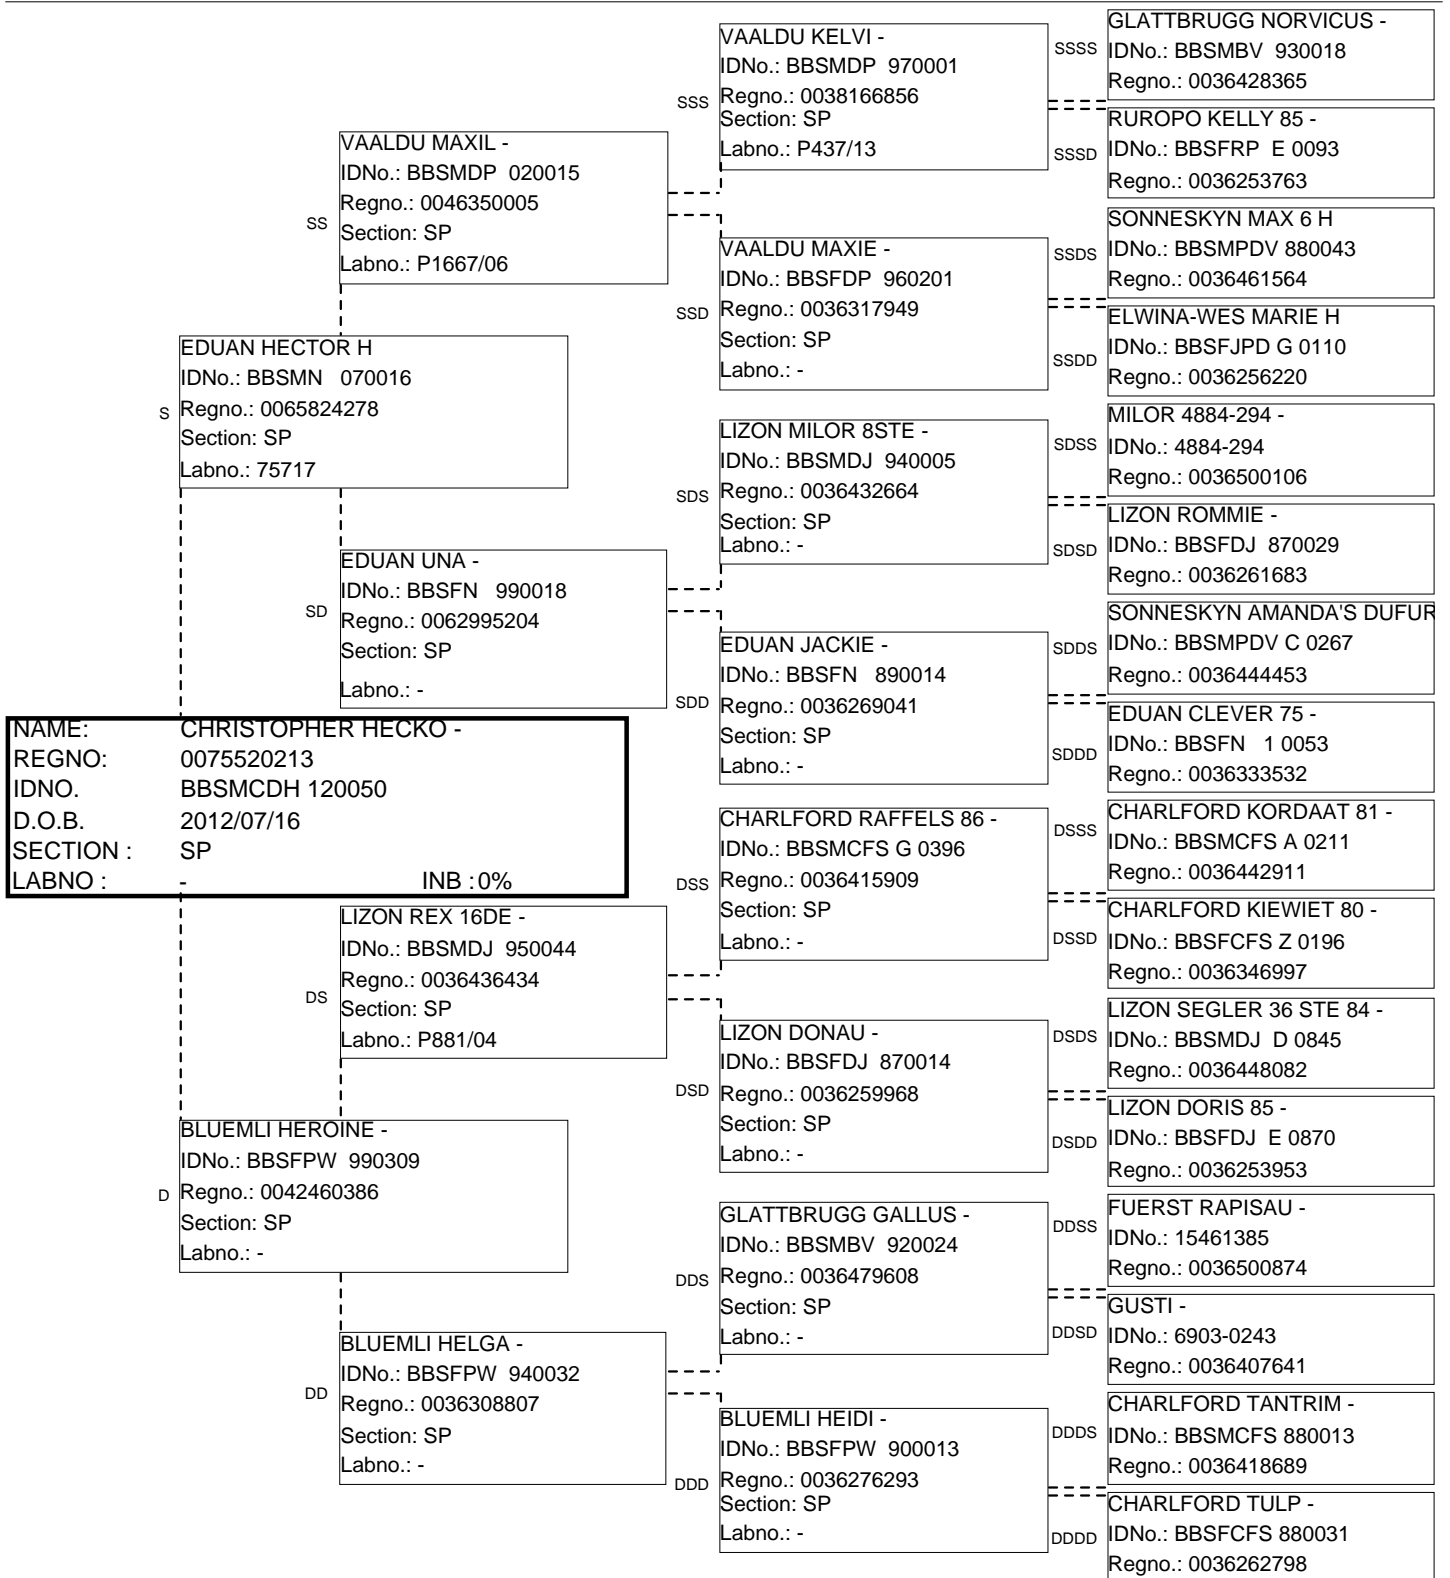 GLATTBRUGG NORVICUS -
SSSS IDNo.: BBSMBV 930018
Regno.: 0036428365
VAALDU KELVI -
IDNo.: BBSMDP 970001
SSS Regno.: 0038166856
Section: SP
Labno.: P437/13
RUROPO KELLY 85 -
SSSD IDNo.: BBSFRP E 0093
Regno.: 0036253763
VAALDU MAXIL -
IDNo.: BBSMDP 020015
Regno.: 0046350005
SS Section: SP
Labno.: P1667/06
SONNESKYN MAX 6 H
SSDS IDNo.: BBSMPDV 880043
Regno.: 0036461564
VAALDU MAXIE -
IDNo.: BBSFDP 960201
SSD Regno.: 0036317949
Section: SP
Labno.: -
ELWINA-WES MARIE H
SSDD IDNo.: BBSFJPD G 0110
Regno.: 0036256220
EDUAN HECTOR H
IDNo.: BBSMN 070016
S Regno.: 0065824278
Section: SP
Labno.: 75717
MILOR 4884-294 -
SDSS IDNo.: 4884-294
Regno.: 0036500106
LIZON MILOR 8STE -
IDNo.: BBSMDJ 940005
SDS Regno.: 0036432664
Section: SP
Labno.: -
LIZON ROMMIE -
SDSD IDNo.: BBSFDJ 870029
Regno.: 0036261683
EDUAN UNA -
IDNo.: BBSFN 990018
SD Regno.: 0062995204
Section: SP
Labno.: -
SONNESKYN AMANDA'S DUFUR
SDDS IDNo.: BBSMPDV C 0267
Regno.: 0036444453
EDUAN JACKIE -
IDNo.: BBSFN 890014
SDD Regno.: 0036269041
Section: SP
Labno.: -
EDUAN CLEVER 75 -
SDDD IDNo.: BBSFN 1 0053
Regno.: 0036333532
NAME: CHRISTOPHER HECKO -
REGNO: 0075520213
IDNO. BBSMCDH 120050
D.O.B. 2012/07/16
SECTION : SP
LABNO : - INB : 0%
CHARLFORD KORDAAT 81 -
DSSS IDNo.: BBSMCFS A 0211
Regno.: 0036442911
CHARLFORD RAFFELS 86 -
IDNo.: BBSMCFS G 0396
DSS Regno.: 0036415909
Section: SP
Labno.: -
CHARLFORD KIEWIET 80 -
DSSD IDNo.: BBSFCFS Z 0196
Regno.: 0036346997
LIZON REX 16DE -
IDNo.: BBSMDJ 950044
Regno.: 0036436434
DS Section: SP
Labno.: P881/04
LIZON SEGLER 36 STE 84 -
DSDS IDNo.: BBSMDJ D 0845
Regno.: 0036448082
LIZON DONAU -
IDNo.: BBSFDJ 870014
DSD Regno.: 0036259968
Section: SP
Labno.: -
LIZON DORIS 85 -
DSDD IDNo.: BBSFDJ E 0870
Regno.: 0036253953
BLUEMLI HEROINE -
IDNo.: BBSFPW 990309
D Regno.: 0042460386
Section: SP
Labno.: -
FUERST RAPISAU -
DDSS IDNo.: 15461385
Regno.: 0036500874
GLATTBRUGG GALLUS -
IDNo.: BBSMBV 920024
DDS Regno.: 0036479608
Section: SP
Labno.: -
GUSTI -
DDSD IDNo.: 6903-0243
Regno.: 0036407641
BLUEMLI HELGA -
IDNo.: BBSFPW 940032
DD Regno.: 0036308807
Section: SP
Labno.: -
CHARLFORD TANTRIM -
DDDS IDNo.: BBSMCFS 880013
Regno.: 0036418689
BLUEMLI HEIDI -
IDNo.: BBSFPW 900013
DDD Regno.: 0036276293
Section: SP
Labno.: -
CHARLFORD TULP -
DDDD IDNo.: BBSFCFS 880031
Regno.: 0036262798